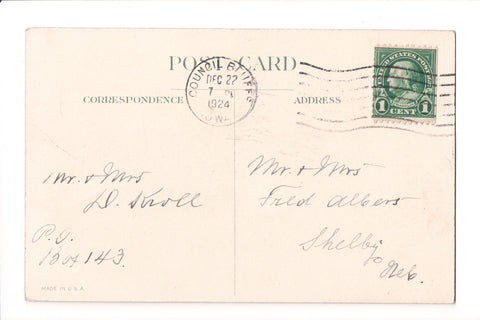 POST CARD
COUNCIL BLUFFS
DEC 22
7 PM
1924
IOWA
UNITED STATES POSTAGE
1 1
CENT
CORRESPONDENCE
ADDRESS
Mr. & Mrs
D. Kroll
P.O.
Box 143.
Mr. & Mrs
Fred Albers
Shelby
Neb.
MADE IN U.S.A.